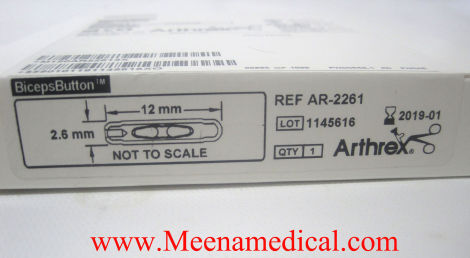 BicepsButton™
12 mm
2.6 mm
NOT TO SCALE
REF AR-2261
LOT 1145616
2019-01
QTY 1
Arthrex®
www.Meenamedical.com